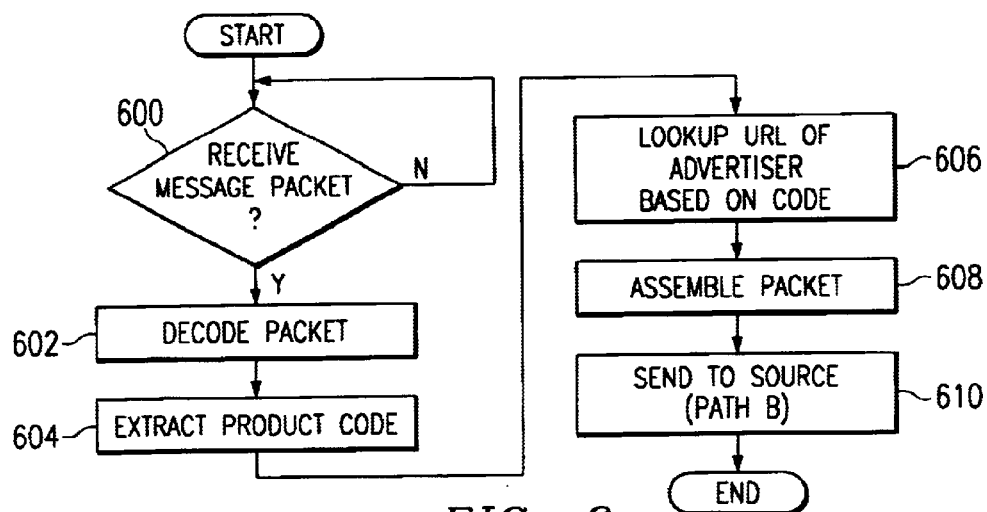 START
600
RECEIVE
MESSAGE PACKET
?
N
Y
602
DECODE PACKET
604
EXTRACT PRODUCT CODE
LOOKUP URL OF
ADVERTISER
BASED ON CODE
606
ASSEMBLE PACKET
608
SEND TO SOURCE
(PATH B)
610
END
FIG.